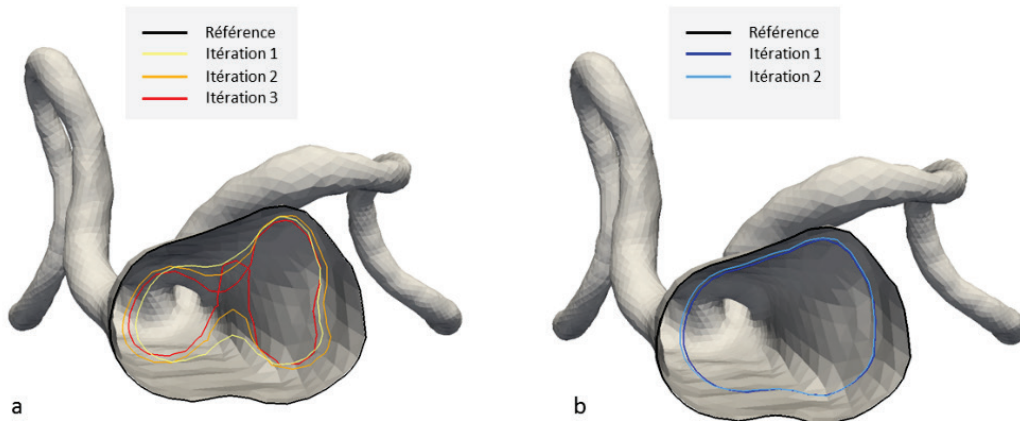 Référence
Itération 1
Itération 2
Itération 3
a
Référence
Itération 1
Itération 2
b